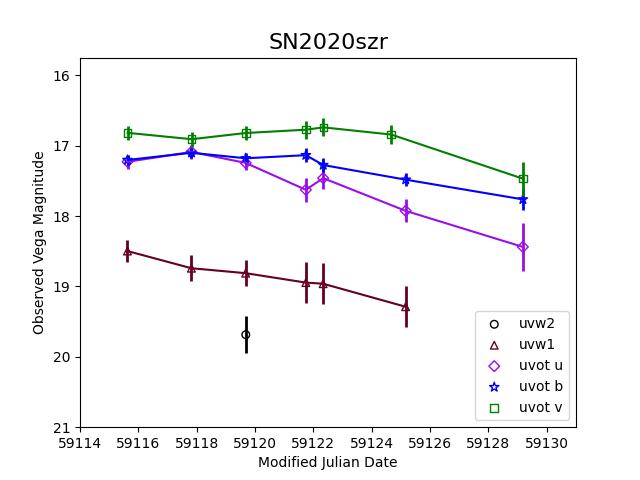 SN2020szr
Observed Vega Magnitude
16
17
18
19
20
21
59114 59116 59118 59120 59122 59124 59126 59128 59130
Modified Julian Date
uvw2
uvw1
uvot u
uvot b
uvot v